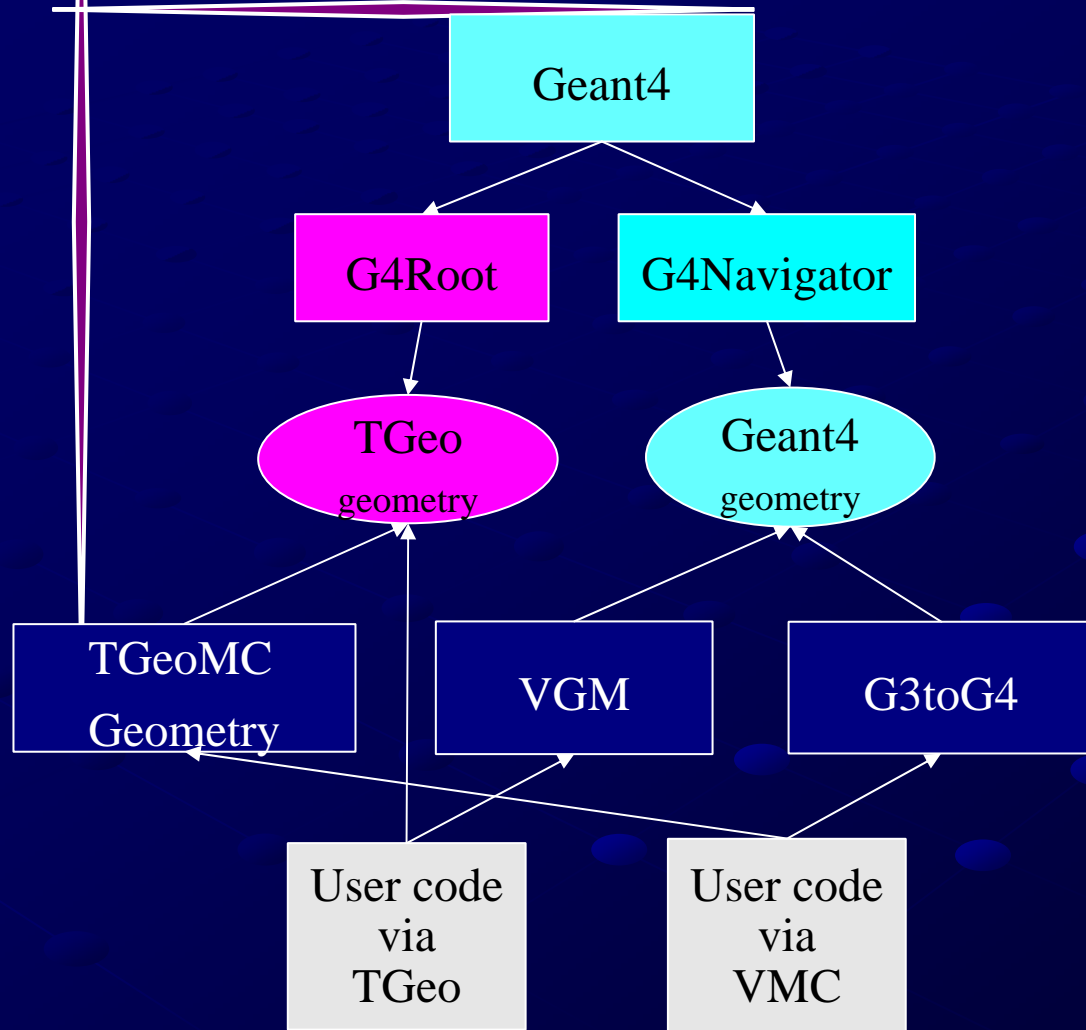 Geant4
G4Root
G4Navigator
TGeo
geometry
Geant4
geometry
TGeoMC
Geometry
VGM
G3toG4
User code
via
TGeo
User code
via
VMC